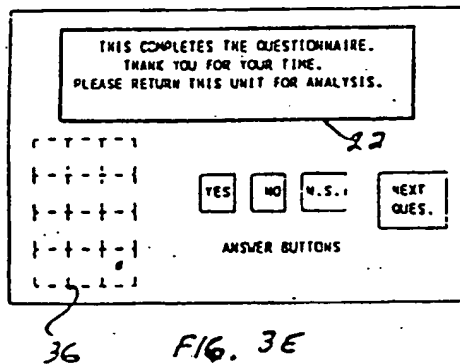 THIS COMPLETES THE QUESTIONNAIRE.
THANK YOU FOR YOUR TIME.
PLEASE RETURN THIS UNIT FOR ANALYSIS.
22
YES NO N.S. NEXT
QUES.
ANSWER BUTTONS
36
FIG. 3E